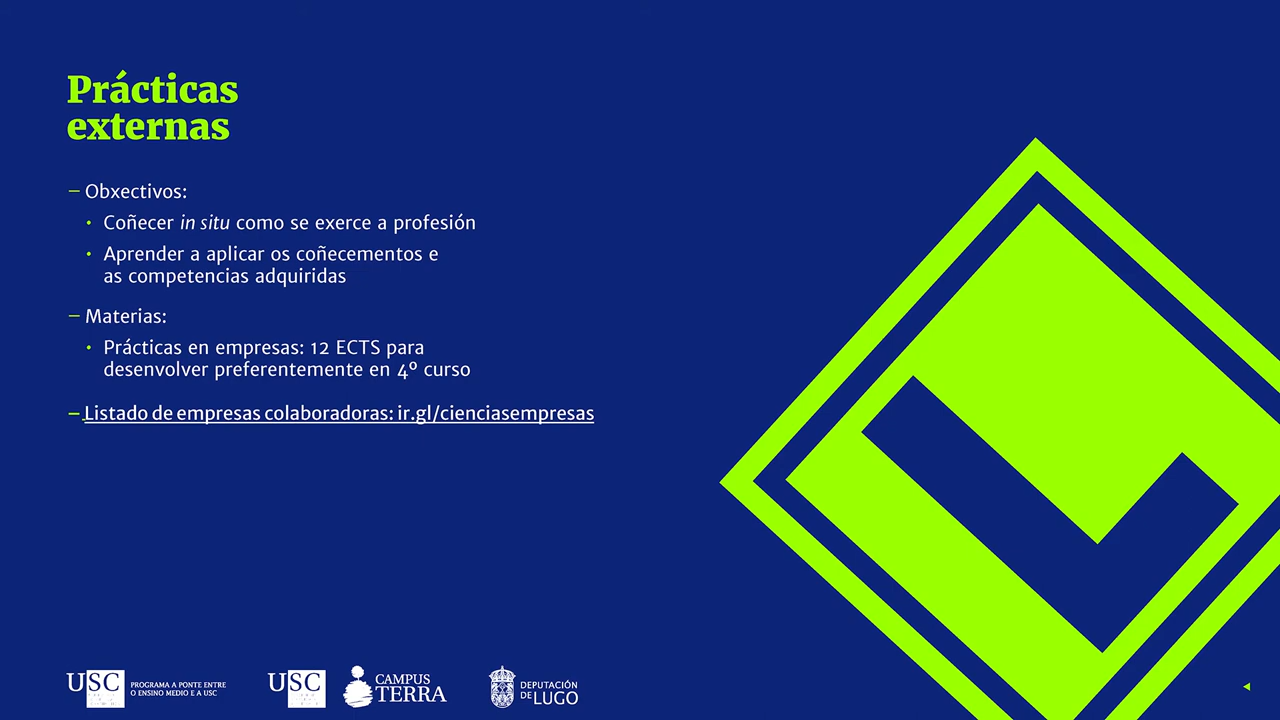 Prácticas
externas
– Obxectivos:
• Coñecer in situ como se exerce a profesión
• Aprender a aplicar os coñecementos e
as competencias adquiridas
– Materias:
• Prácticas en empresas: 12 ECTS para
desenvolver preferentemente en 4º curso
– Listado de empresas colaboradoras: ir.gl/cienciasempresas
USC
PROGRAMA A PONTE ENTRE
O ENSINO MEDIO E A USC
USC
CAMPUS
TERRA
DEPUTACIÓN
DE LUGO